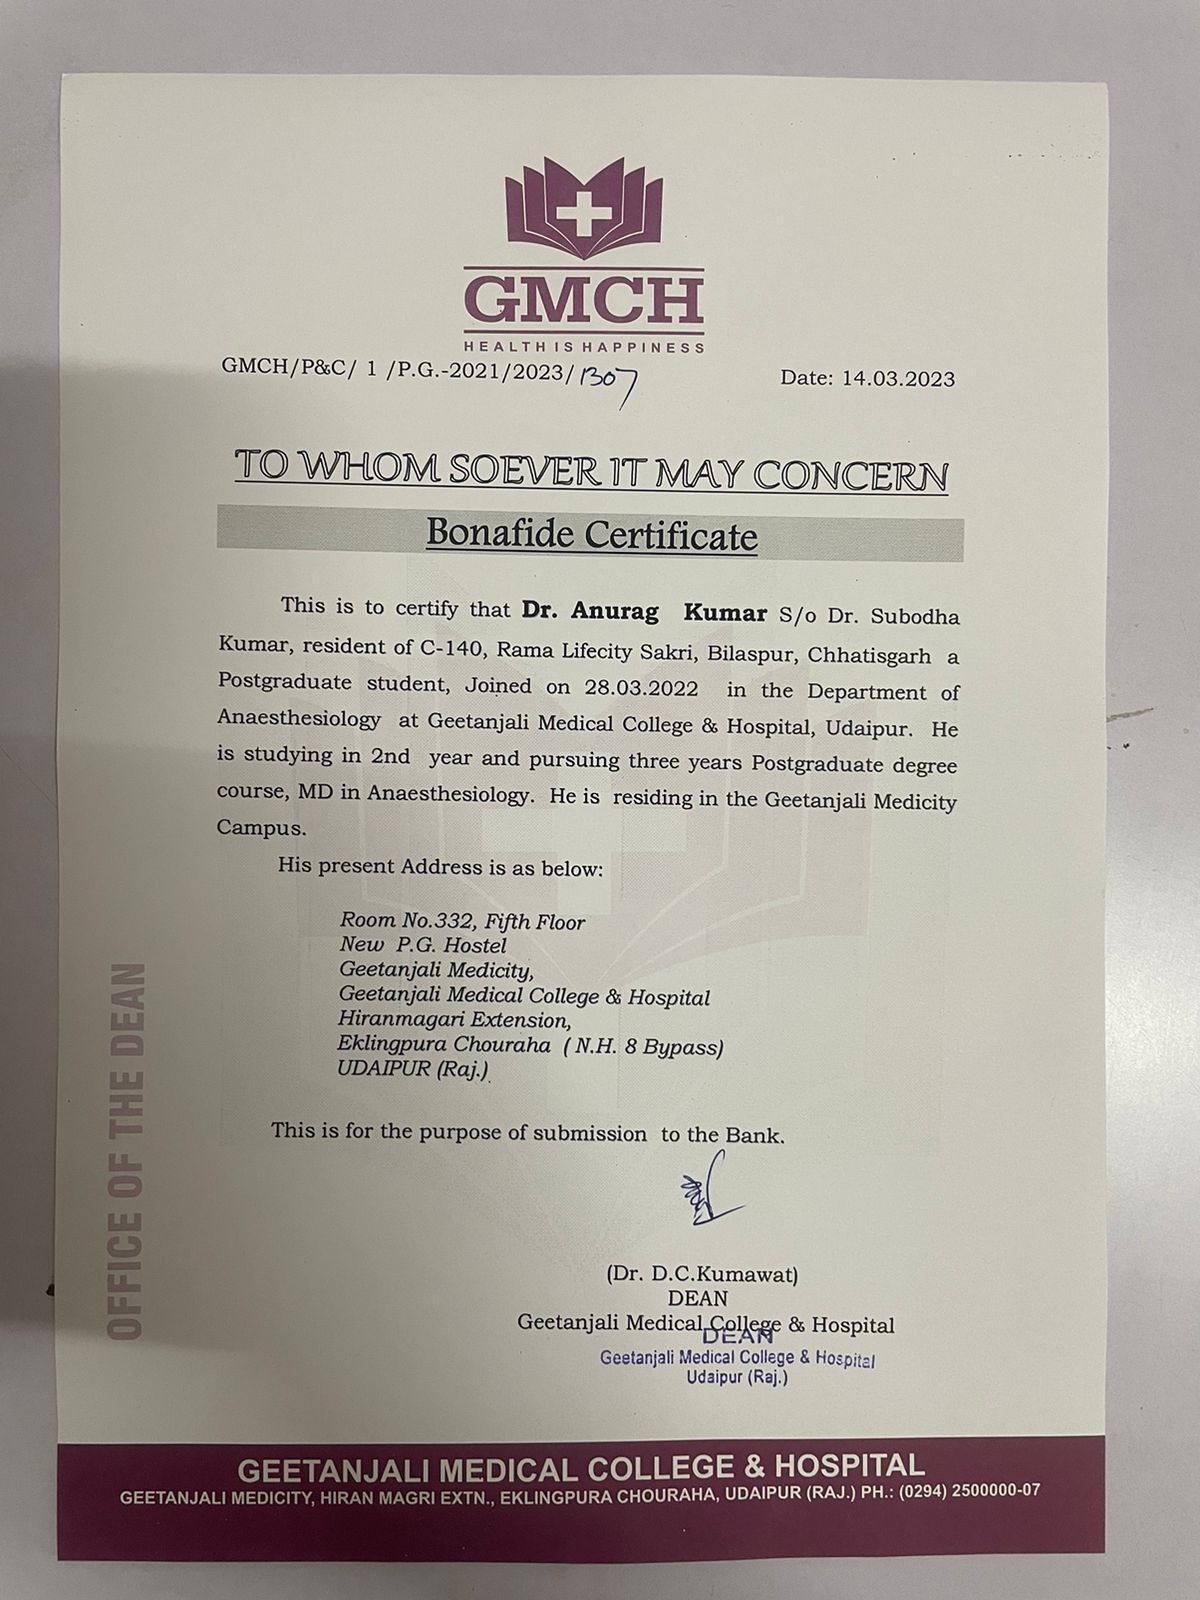 GMCH
HEALTH IS HAPPINESS
GMCH/P&C/ 1 /P.G.-2021/2023/1307
Date: 14.03.2023
TO WHOM SOEVER IT MAY CONCERN
Bonafide Certificate
This is to certify that Dr. Anurag Kumar S/o Dr. Subodha
Kumar, resident of C-140, Rama Lifecity Sakri, Bilaspur, Chhatisgarh a
Postgraduate student, Joined on 28.03.2022 in the Department of
Anaesthesiology at Geetanjali Medical College & Hospital, Udaipur. He
is studying in 2nd year and pursuing three years Postgraduate degree
course, MD in Anaesthesiology. He is residing in the Geetanjali Medicity
Campus.
His present Address is as below:
Room No.332, Fifth Floor
New P.G. Hostel
Geetanjali Medicity,
Geetanjali Medical College & Hospital
Hiranmagari Extension,
Eklingpura Chouraha ( N.H. 8 Bypass)
UDAIPUR (Raj.)
This is for the purpose of submission to the Bank.
(Dr. D.C.Kumawat)
DEAN
Geetanjali Medical College & Hospital
DEAN
Geetanjali Medical College & Hospital
Udaipur (Raj.)
OFFICE OF THE DEAN
GEETANJALI MEDICAL COLLEGE & HOSPITAL
GEETANJALI MEDICITY, HIRAN MAGRI EXTN., EKLINGPURA CHOURAHA, UDAIPUR (RAJ.) PH.: (0294) 2500000-07